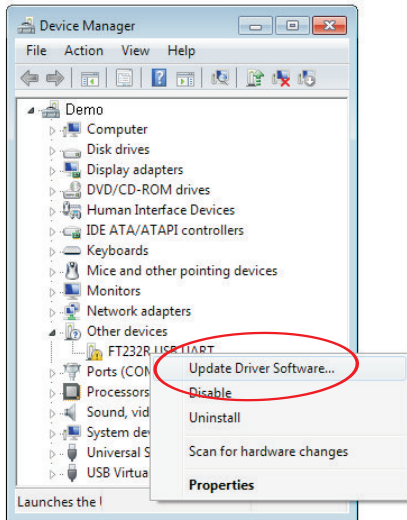 Device Manager
File Action View Help
Demo
Computer
Disk drives
Display adapters
DVD/CD-ROM drives
Human Interface Devices
IDE ATA/ATAPI controllers
Keyboards
Mice and other pointing devices
Monitors
Network adapters
Other devices
FT232R USB UART
Ports (COM
Update Driver Software...
Processors
Disable
Sound, vid
Uninstall
System dev
Universal S
Scan for hardware changes
USB Virtua
Properties
Launches the